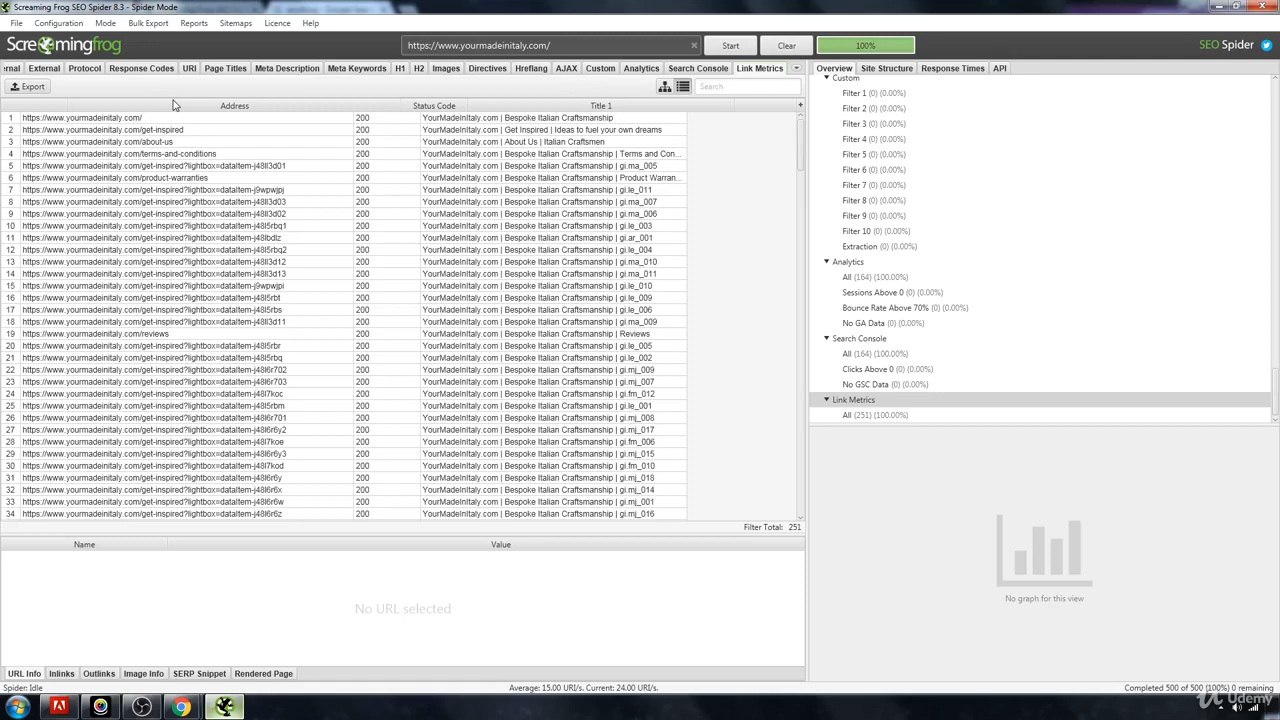 Screaming Frog SEO Spider 8.3 - Spider Mode
File Configuration Mode Bulk Export Reports Sitemaps Licence Help
Screamingfrog https://www.yourmadeinitaly.com/ Start Clear 100% SEO Spider
rnal External Protocol Response Codes URI Page Titles Meta Description Meta Keywords H1 H2 Images Directives Hreflang AJAX Custom Analytics Search Console Link Metrics
Export Search
Address Status Code Title 1
1 https://www.yourmadeinitaly.com/ 200 YourMadeInItaly.com | Bespoke Italian Craftsmanship
2 https://www.yourmadeinitaly.com/get-inspired 200 YourMadeInItaly.com | Get Inspired | Ideas to fuel your own dreams
3 https://www.yourmadeinitaly.com/about-us 200 YourMadeInItaly.com | About Us | Italian Craftsmen
4 https://www.yourmadeinitaly.com/terms-and-conditions 200 YourMadeInItaly.com | Bespoke Italian Craftsmanship | Terms and Con...
5 https://www.yourmadeinitaly.com/get-inspired?lightbox=dataItem-j48ll3d01 200 YourMadeInItaly.com | Bespoke Italian Craftsmanship | gi.ma_005
6 https://www.yourmadeinitaly.com/product-warranties 200 YourMadeInItaly.com | Bespoke Italian Craftsmanship | Product Warran...
7 https://www.yourmadeinitaly.com/get-inspired?lightbox=dataItem-j9wpwjpj 200 YourMadeInItaly.com | Bespoke Italian Craftsmanship | gi.le_011
8 https://www.yourmadeinitaly.com/get-inspired?lightbox=dataItem-j48ll3d03 200 YourMadeInItaly.com | Bespoke Italian Craftsmanship | gi.ma_007
9 https://www.yourmadeinitaly.com/get-inspired?lightbox=dataItem-j48ll3d02 200 YourMadeInItaly.com | Bespoke Italian Craftsmanship | gi.ma_006
10 https://www.yourmadeinitaly.com/get-inspired?lightbox=dataItem-j48l5rbq1 200 YourMadeInItaly.com | Bespoke Italian Craftsmanship | gi.le_003
11 https://www.yourmadeinitaly.com/get-inspired?lightbox=dataItem-j48lbdlz 200 YourMadeInItaly.com | Bespoke Italian Craftsmanship | gi.ar_001
12 https://www.yourmadeinitaly.com/get-inspired?lightbox=dataItem-j48l5rbq2 200 YourMadeInItaly.com | Bespoke Italian Craftsmanship | gi.le_004
13 https://www.yourmadeinitaly.com/get-inspired?lightbox=dataItem-j48ll3d12 200 YourMadeInItaly.com | Bespoke Italian Craftsmanship | gi.ma_010
14 https://www.yourmadeinitaly.com/get-inspired?lightbox=dataItem-j48ll3d13 200 YourMadeInItaly.com | Bespoke Italian Craftsmanship | gi.ma_011
15 https://www.yourmadeinitaly.com/get-inspired?lightbox=dataItem-j9wpwjpi 200 YourMadeInItaly.com | Bespoke Italian Craftsmanship | gi.le_010
16 https://www.yourmadeinitaly.com/get-inspired?lightbox=dataItem-j48l5rbt 200 YourMadeInItaly.com | Bespoke Italian Craftsmanship | gi.le_009
17 https://www.yourmadeinitaly.com/get-inspired?lightbox=dataItem-j48l5rbs 200 YourMadeInItaly.com | Bespoke Italian Craftsmanship | gi.le_006
18 https://www.yourmadeinitaly.com/get-inspired?lightbox=dataItem-j48ll3d11 200 YourMadeInItaly.com | Bespoke Italian Craftsmanship | gi.ma_009
19 https://www.yourmadeinitaly.com/reviews 200 YourMadeInItaly.com | Bespoke Italian Craftsmanship | Reviews
20 https://www.yourmadeinitaly.com/get-inspired?lightbox=dataItem-j48l5rbr 200 YourMadeInItaly.com | Bespoke Italian Craftsmanship | gi.le_005
21 https://www.yourmadeinitaly.com/get-inspired?lightbox=dataItem-j48l5rbq 200 YourMadeInItaly.com | Bespoke Italian Craftsmanship | gi.le_002
22 https://www.yourmadeinitaly.com/get-inspired?lightbox=dataItem-j48l6r702 200 YourMadeInItaly.com | Bespoke Italian Craftsmanship | gi.mj_009
23 https://www.yourmadeinitaly.com/get-inspired?lightbox=dataItem-j48l6r703 200 YourMadeInItaly.com | Bespoke Italian Craftsmanship | gi.mj_007
24 https://www.yourmadeinitaly.com/get-inspired?lightbox=dataItem-j48l7koc 200 YourMadeInItaly.com | Bespoke Italian Craftsmanship | gi.fm_012
25 https://www.yourmadeinitaly.com/get-inspired?lightbox=dataItem-j48l5rbm 200 YourMadeInItaly.com | Bespoke Italian Craftsmanship | gi.le_001
26 https://www.yourmadeinitaly.com/get-inspired?lightbox=dataItem-j48l6r701 200 YourMadeInItaly.com | Bespoke Italian Craftsmanship | gi.mj_008
27 https://www.yourmadeinitaly.com/get-inspired?lightbox=dataItem-j48l6r6y2 200 YourMadeInItaly.com | Bespoke Italian Craftsmanship | gi.mj_017
28 https://www.yourmadeinitaly.com/get-inspired?lightbox=dataItem-j48l7koe 200 YourMadeInItaly.com | Bespoke Italian Craftsmanship | gi.fm_006
29 https://www.yourmadeinitaly.com/get-inspired?lightbox=dataItem-j48l6r6y3 200 YourMadeInItaly.com | Bespoke Italian Craftsmanship | gi.mj_015
30 https://www.yourmadeinitaly.com/get-inspired?lightbox=dataItem-j48l7kod 200 YourMadeInItaly.com | Bespoke Italian Craftsmanship | gi.fm_010
31 https://www.yourmadeinitaly.com/get-inspired?lightbox=dataItem-j48l6r6y 200 YourMadeInItaly.com | Bespoke Italian Craftsmanship | gi.mj_018
32 https://www.yourmadeinitaly.com/get-inspired?lightbox=dataItem-j48l6r6x 200 YourMadeInItaly.com | Bespoke Italian Craftsmanship | gi.mj_014
33 https://www.yourmadeinitaly.com/get-inspired?lightbox=dataItem-j48l6r6w 200 YourMadeInItaly.com | Bespoke Italian Craftsmanship | gi.mj_001
34 https://www.yourmadeinitaly.com/get-inspired?lightbox=dataItem-j48l6r6z 200 YourMadeInItaly.com | Bespoke Italian Craftsmanship | gi.mj_016
Filter Total: 251
Name Value
No URL selected
URL Info Inlinks Outlinks Image Info SERP Snippet Rendered Page
Overview Site Structure Response Times API
Custom
Filter 1 (0) (0.00%)
Filter 2 (0) (0.00%)
Filter 3 (0) (0.00%)
Filter 4 (0) (0.00%)
Filter 5 (0) (0.00%)
Filter 6 (0) (0.00%)
Filter 7 (0) (0.00%)
Filter 8 (0) (0.00%)
Filter 9 (0) (0.00%)
Filter 10 (0) (0.00%)
Extraction (0) (0.00%)
Analytics
All (164) (100.00%)
Sessions Above 0 (0) (0.00%)
Bounce Rate Above 70% (0) (0.00%)
No GA Data (0) (0.00%)
Search Console
All (164) (100.00%)
Clicks Above 0 (0) (0.00%)
No GSC Data (0) (0.00%)
Link Metrics
All (251) (100.00%)
No graph for this view
Spider: Idle Average: 15.00 URI/s. Current: 24.00 URI/s. Completed 500 of 500 (100%) 0 remaining
Udemy